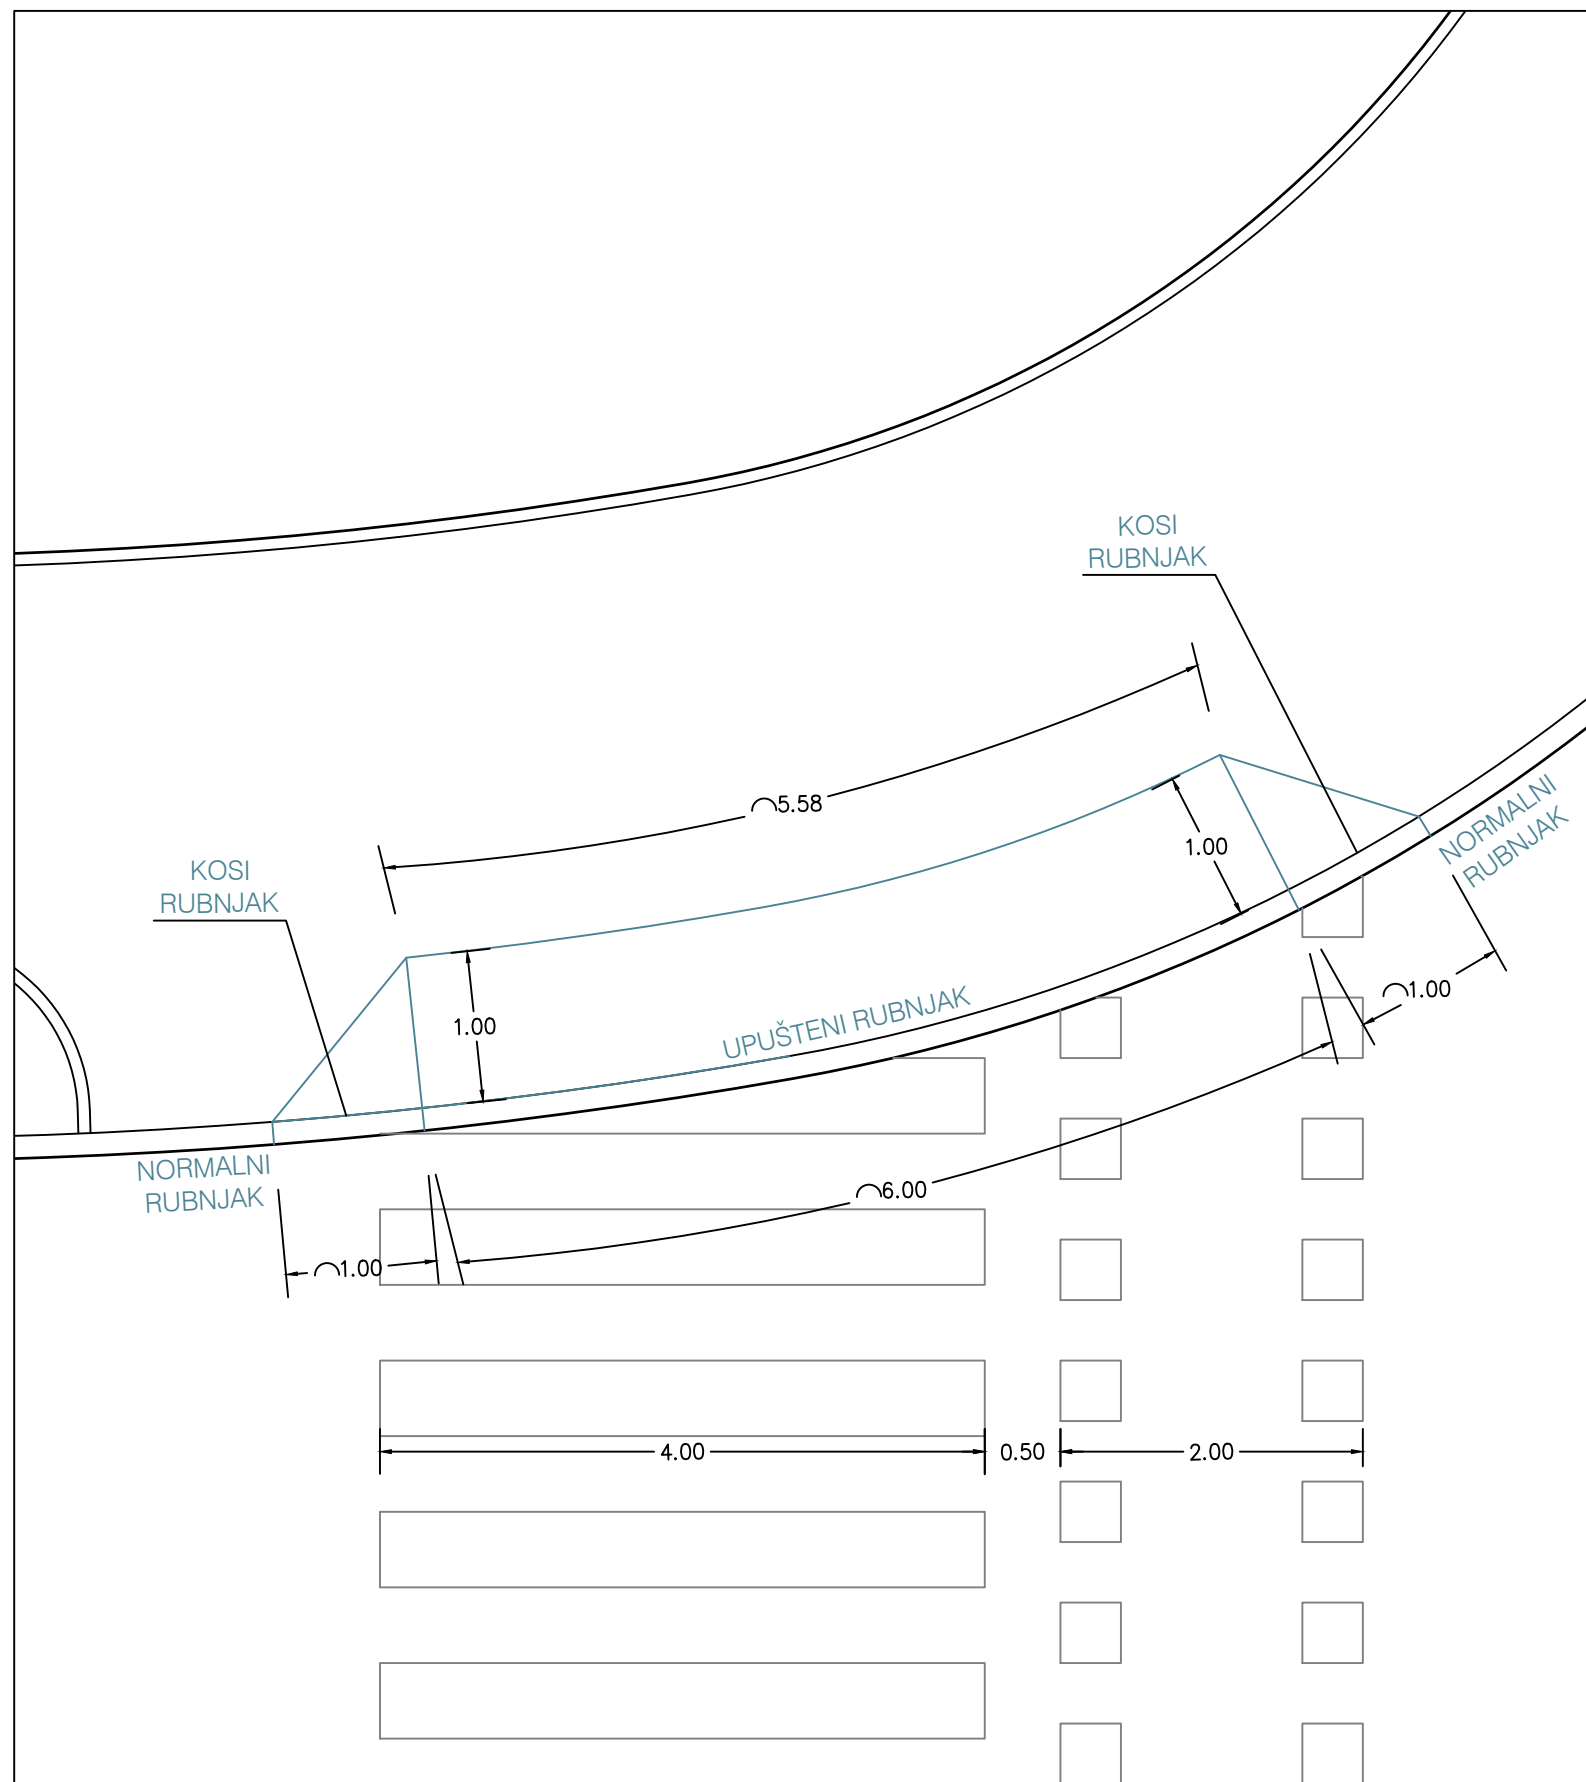 KOSI
RUBNJAK
⌒5.58
1.00
NORMALNI
RUBNJAK
KOSI
RUBNJAK
1.00
UPUŠTENI RUBNJAK
⌒1.00
NORMALNI
RUBNJAK
⌒6.00
⌒1.00
4.00
0.50
2.00